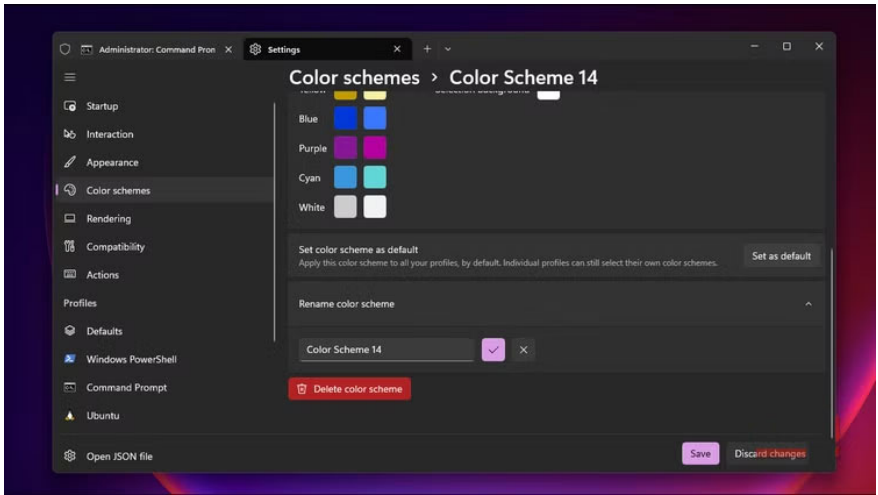 Administrator: Command Pron
Settings
Color schemes > Color Scheme 14
Startup
Interaction
Appearance
Color schemes
Rendering
Compatibility
Actions
Profiles
Defaults
Windows PowerShell
Command Prompt
Ubuntu
Open JSON file
Yellow
Selection background
Blue
Purple
Cyan
White
Set color scheme as default
Apply this color scheme to all your profiles, by default. Individual profiles can still select their own color schemes.
Set as default
Rename color scheme
Color Scheme 14
Delete color scheme
Save
Discard changes